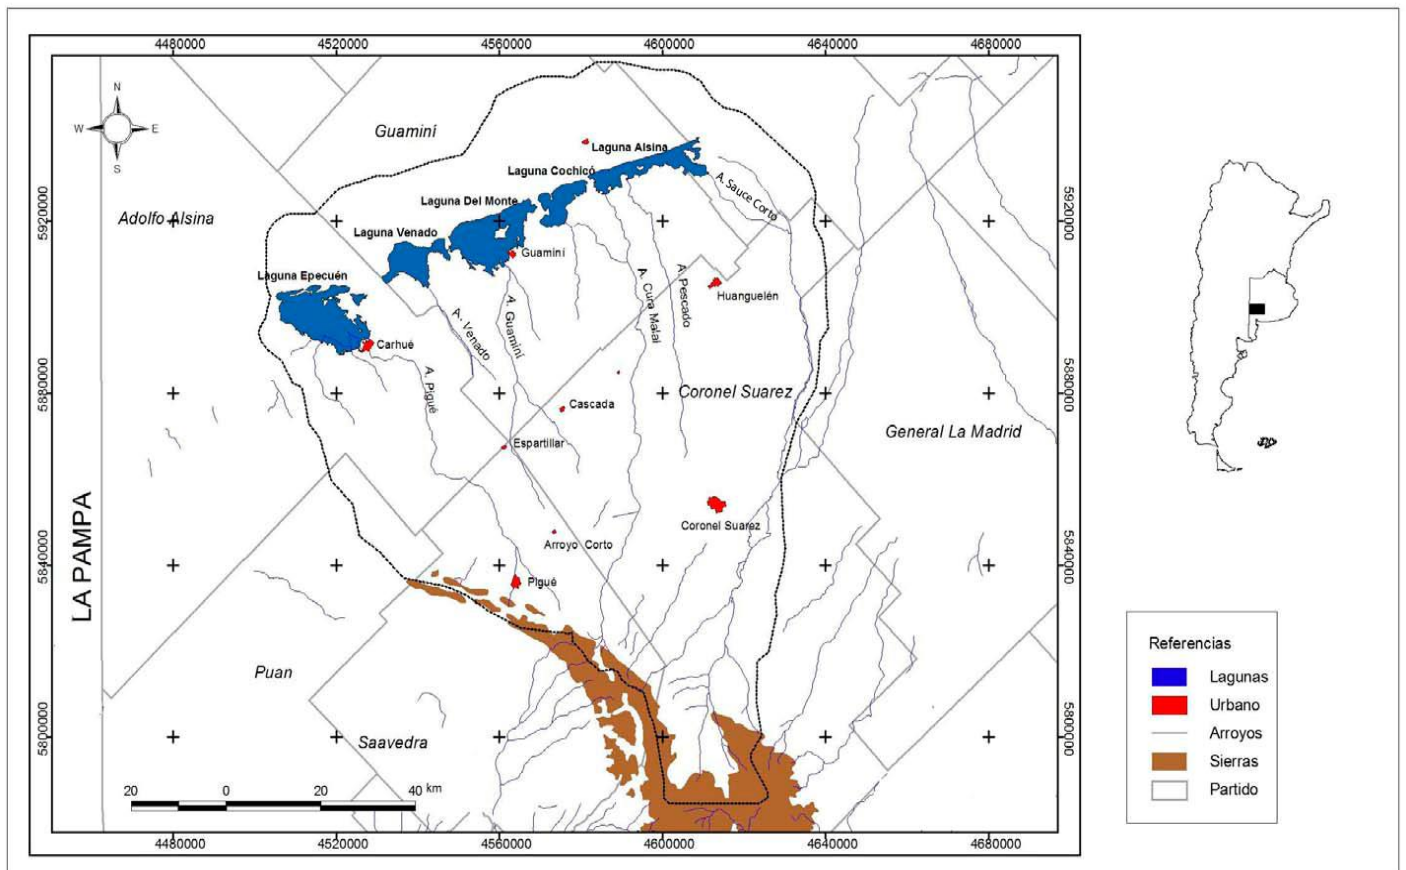 4480000 4520000 4560000 4600000 4640000 4680000
N
W E
S
Guaminí
Adolfo Alsina
5920000
5920000
Laguna Alsina
Laguna Cochicó
Laguna Del Monte
Laguna Venado
Laguna Epecuén
A. Sauce Corto
Guaminí
Huanguelén
Carhué
A. Pigué
A. Venado
A. Guaminí
A. Cura Malal
A. Pescado
5880000
5880000
Coronel Suarez
Cascada
Espartillar
General La Madrid
Coronel Suarez
Arroyo Corto
Pigué
LA PAMPA
5840000
5840000
Puan
Saavedra
5800000
5800000
20 0 20 40 km
4480000 4520000 4560000 4600000 4640000 4680000
Referencias
Lagunas
Urbano
Arroyos
Sierras
Partido